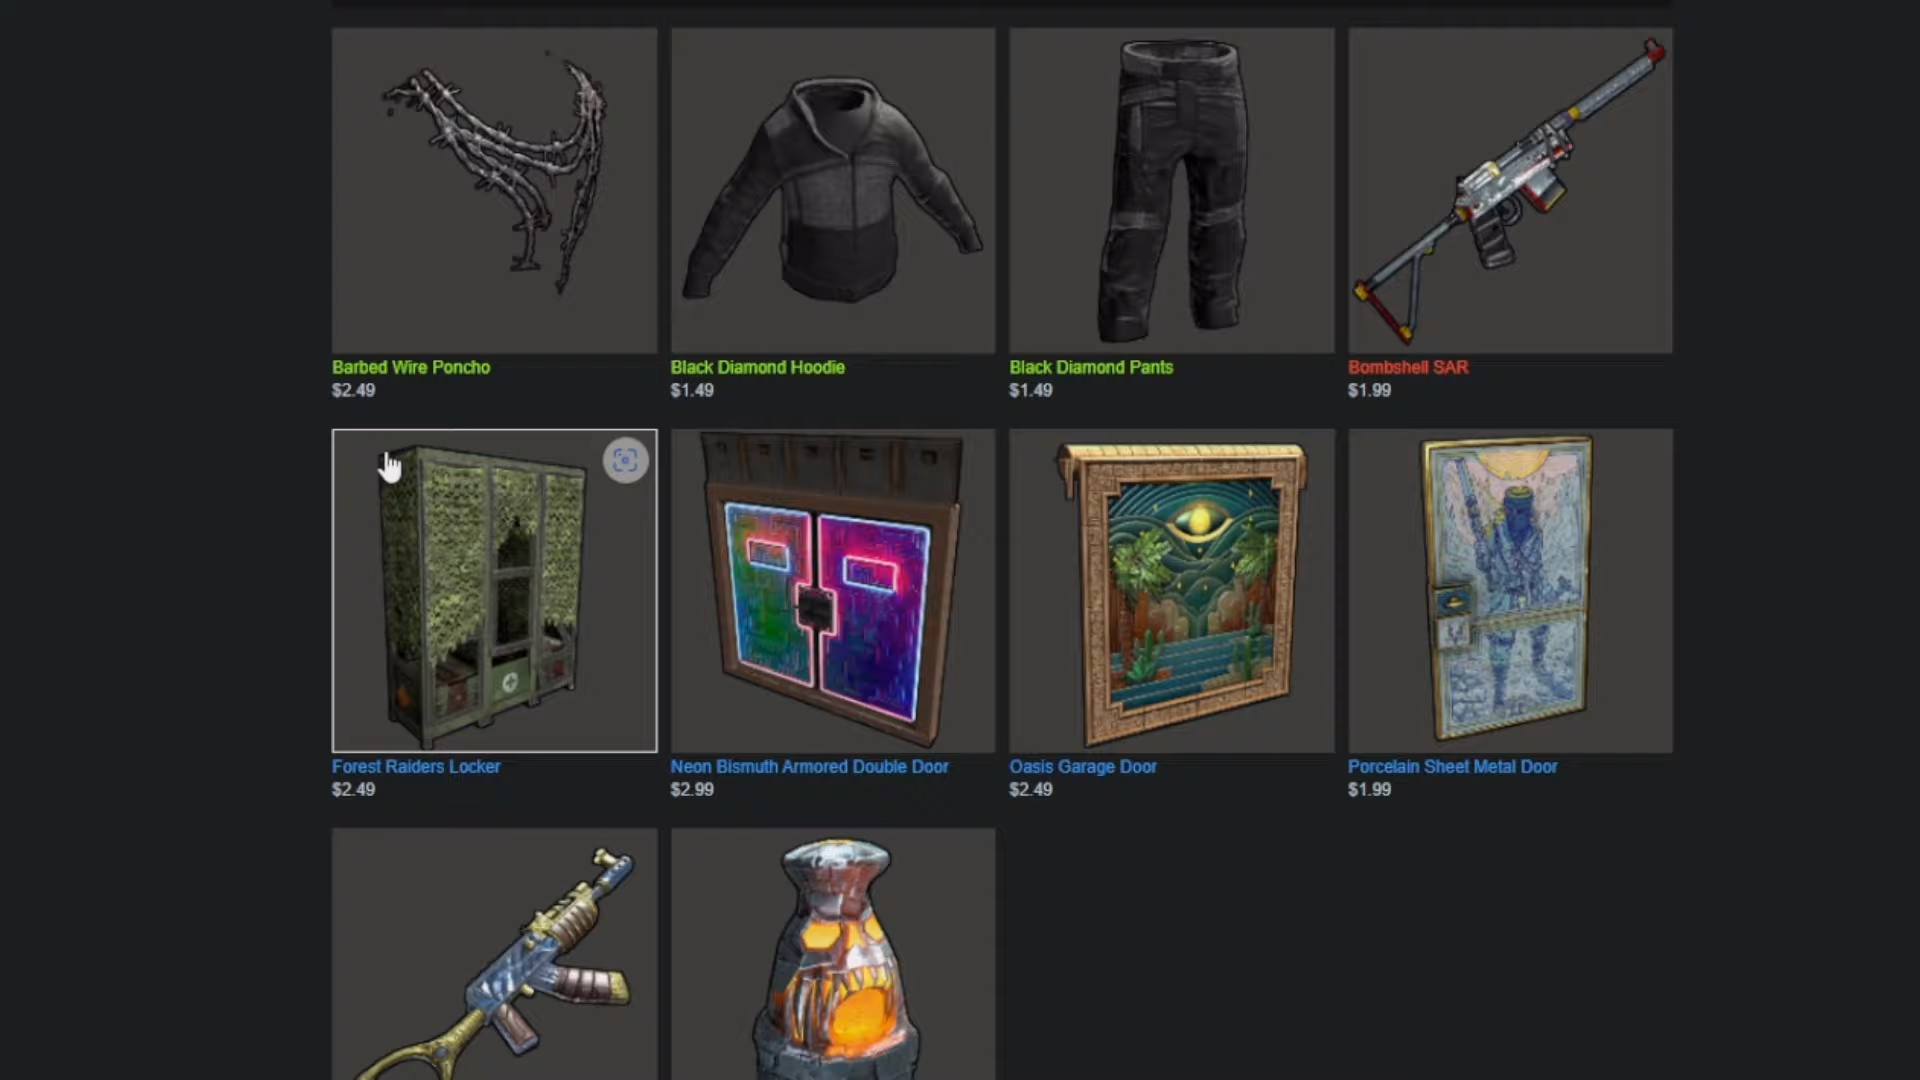 Barbed Wire Poncho
$2.49
Black Diamond Hoodie
$1.49
Black Diamond Pants
$1.49
Bombshell SAR
$1.99
Forest Raiders Locker
$2.49
Neon Bismuth Armored Double Door
$2.99
Oasis Garage Door
$2.49
Porcelain Sheet Metal Door
$1.99